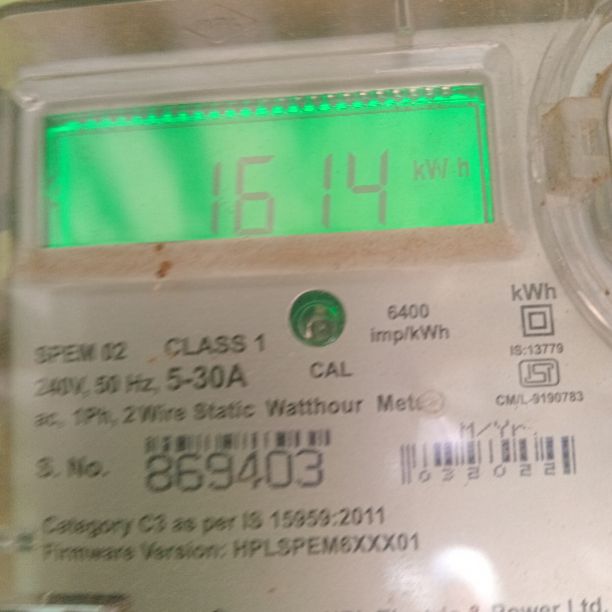 1614 kWh
6400
imp/kWh
kWh
IS:13779
CM/L-9190783
SPEM 02 CLASS 1
CAL
240V, 50 Hz, 5-30A
ac, 1Ph, 2 Wire Static Watthour Meter
M/Yr
S. No. 869403
032022
Category C3 as per IS 15959:2011
Firmware Version: HPLSPEM6XXX01
& Power Ltd.